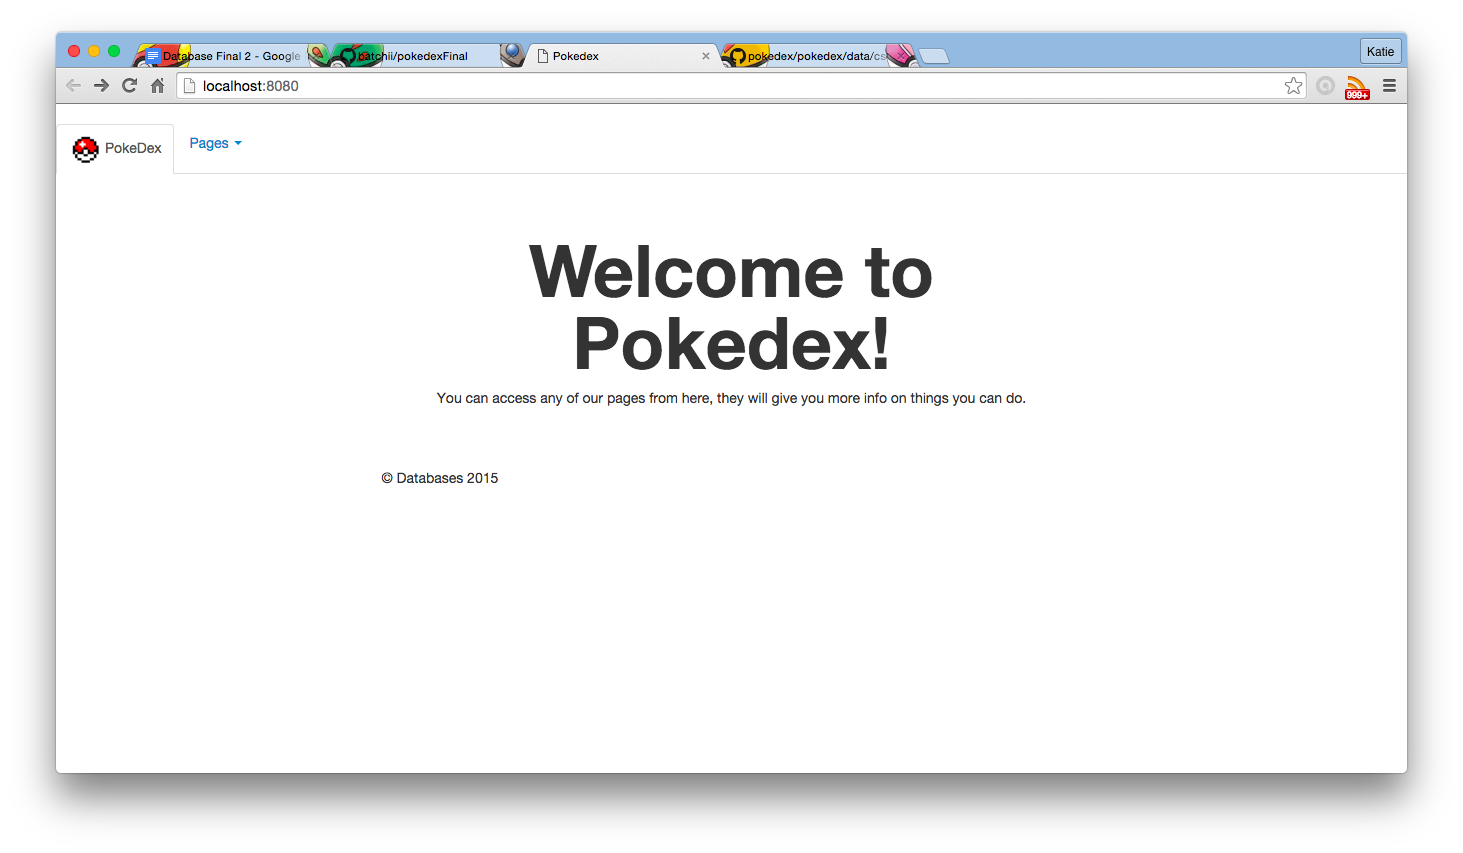 Database Final 2 - Google
batchii/pokedexFinal
Pokedex
pokedex/pokedex/data/cs
Katie
localhost:8080
999+
PokeDex
Pages
Welcome to
Pokedex!
You can access any of our pages from here, they will give you more info on things you can do.
© Databases 2015